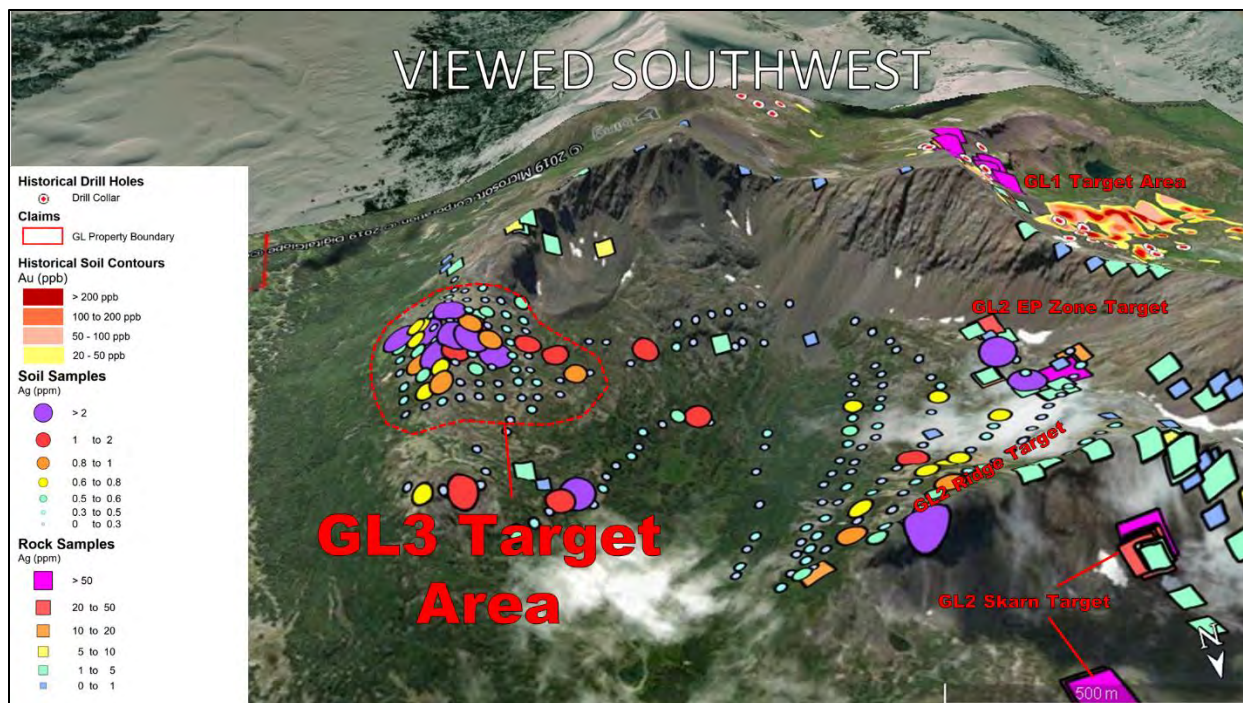 VIEWED SOUTHWEST
bing
© 2019 Microsoft Corporation © 2019 DigitalGlobe ©
GL1 Target Area
GL2 EP Zone Target
GL2 Ridge Target
GL2 Skarn Target
GL3 Target
Area
N
500 m
Historical Drill Holes
Drill Collar
Claims
GL Property Boundary
Historical Soil Contours
Au (ppb)
> 200 ppb
100 to 200 ppb
50 - 100 ppb
20 - 50 ppb
Soil Samples
Ag (ppm)
> 2
1 to 2
0.8 to 1
0.6 to 0.8
0.5 to 0.6
0.3 to 0.5
0 to 0.3
Rock Samples
Ag (ppm)
> 50
20 to 50
10 to 20
5 to 10
1 to 5
0 to 1